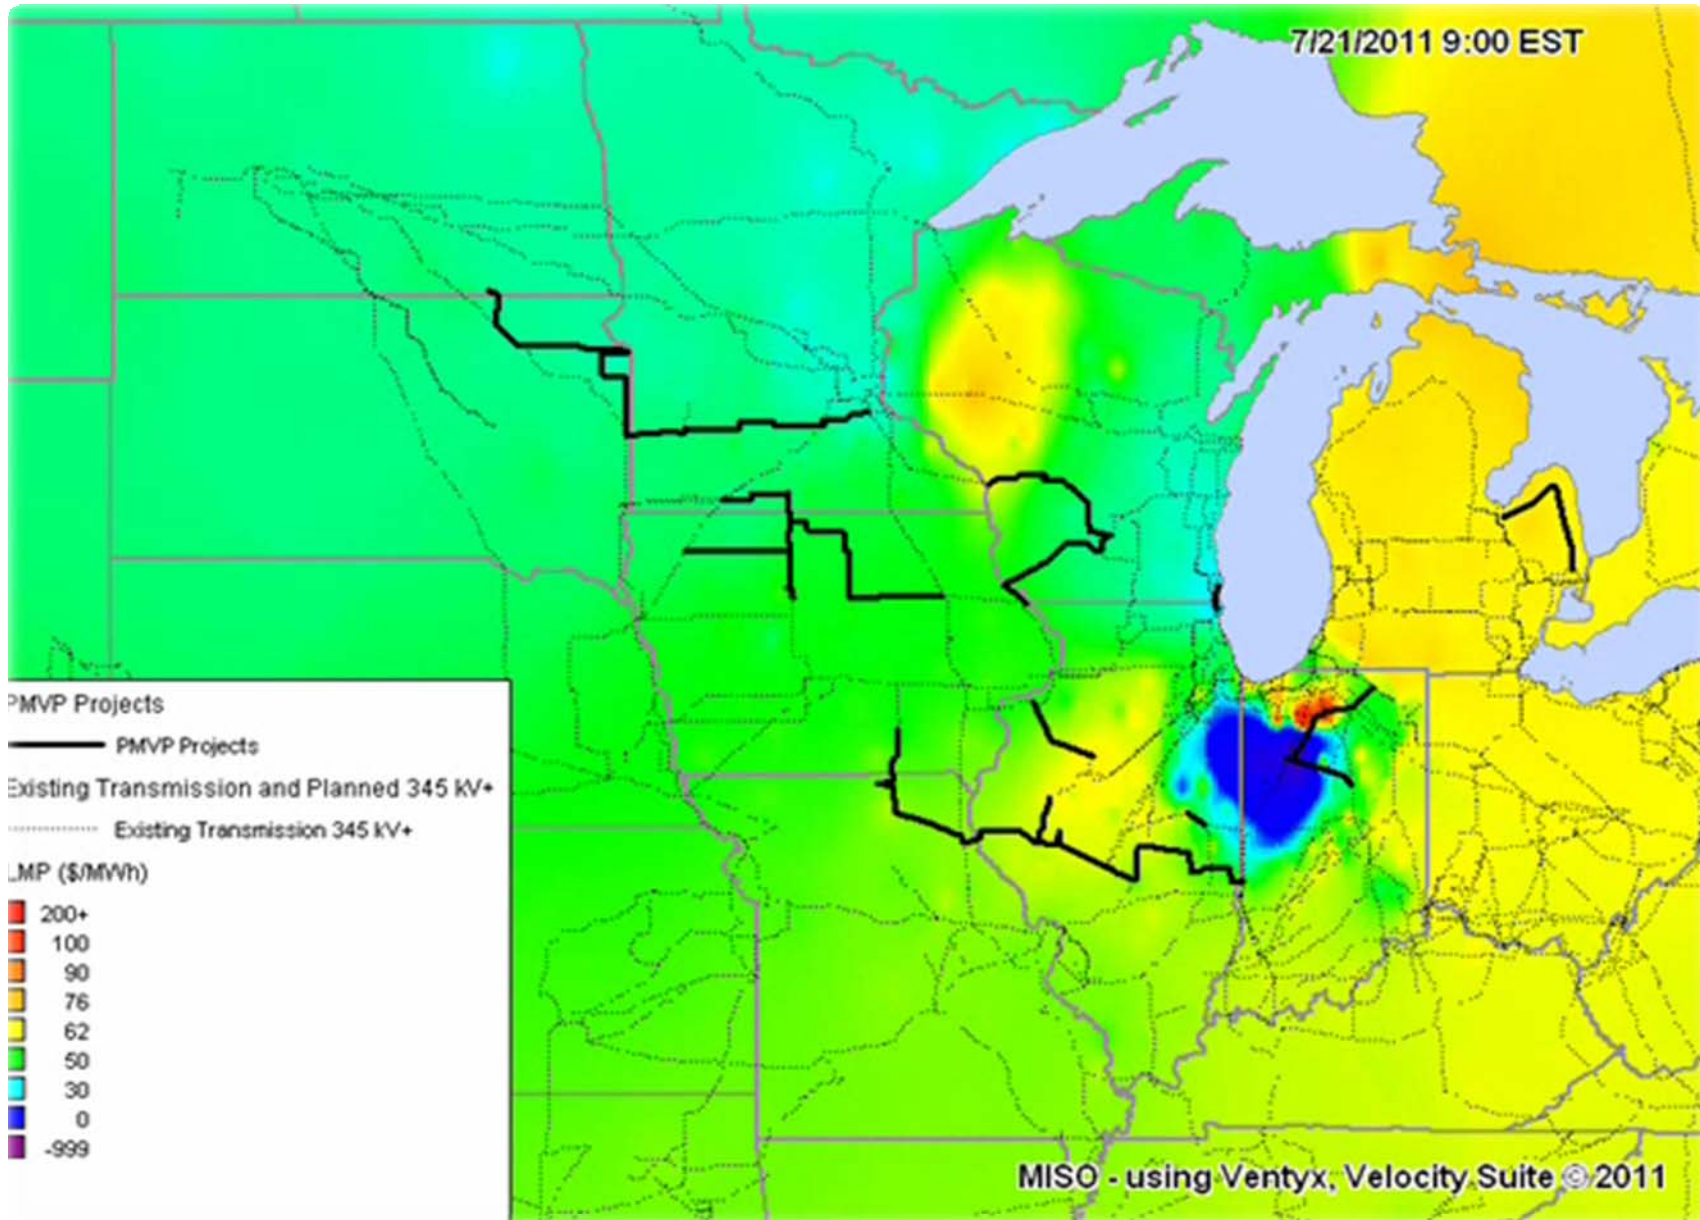 7/21/2011 9:00 EST
PMVP Projects
PMVP Projects
Existing Transmission and Planned 345 kV+
Existing Transmission 345 kV+
LMP ($/MWh)
200+
100
90
76
62
50
30
0
-999
MISO - using Ventyx, Velocity Suite © 2011